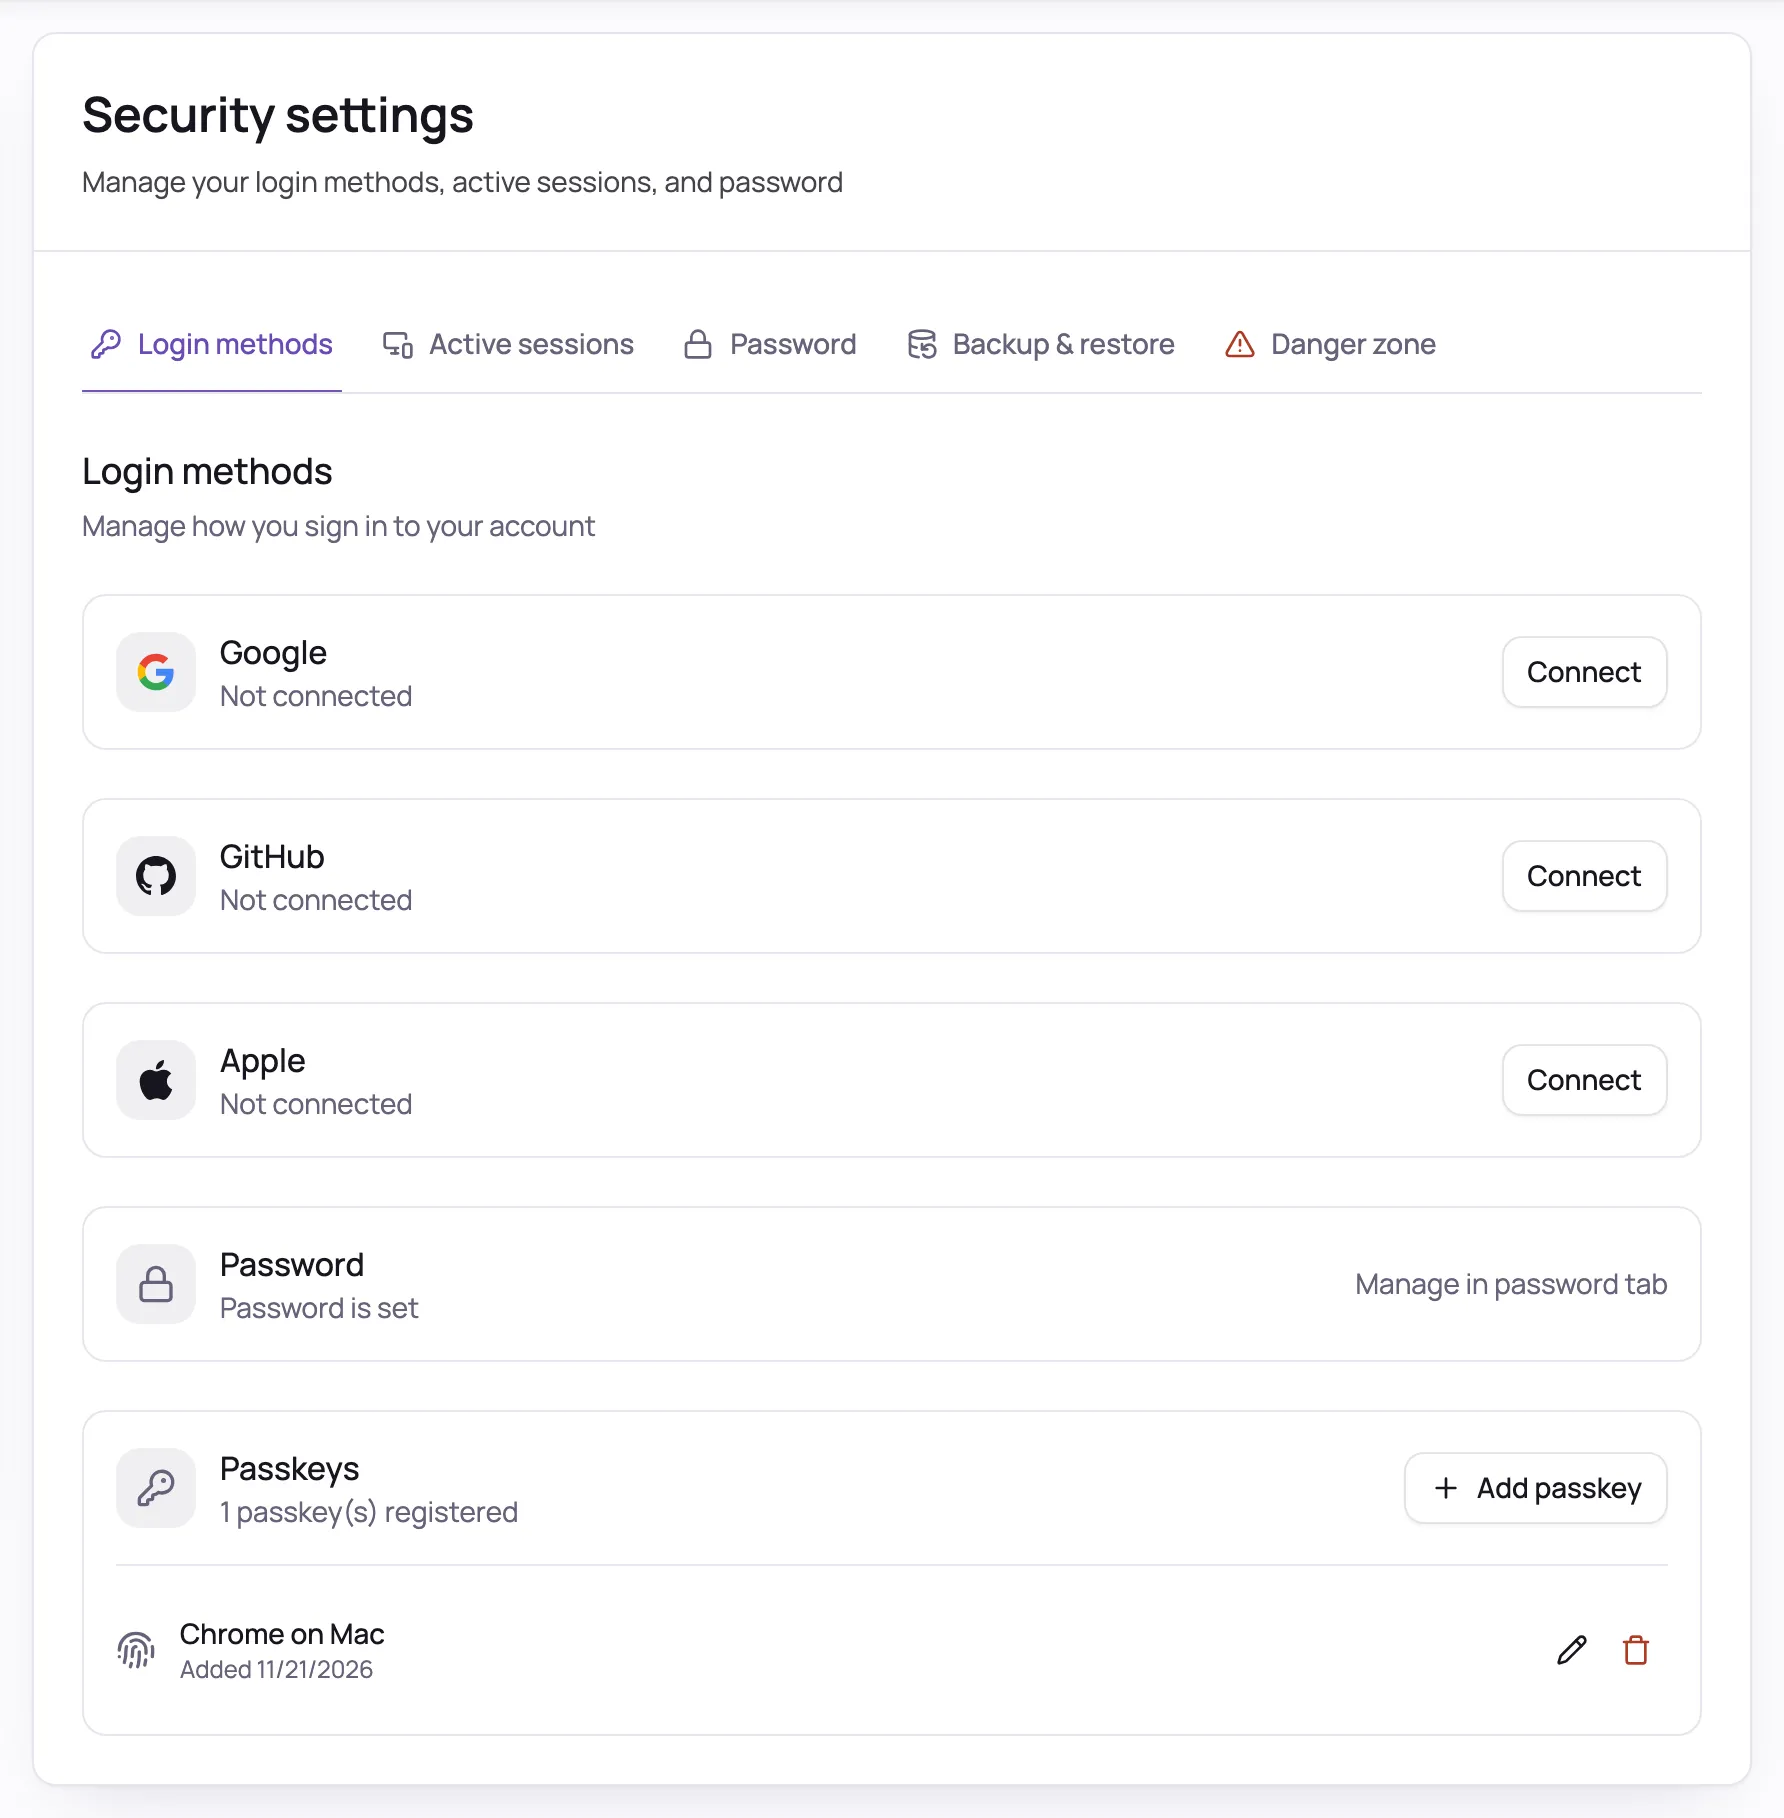 Security settings
Manage your login methods, active sessions, and password
Login methods
Active sessions
Password
Backup & restore
Danger zone
Login methods
Manage how you sign in to your account
Google
Not connected
Connect
GitHub
Not connected
Connect
Apple
Not connected
Connect
Password
Password is set
Manage in password tab
Passkeys
1 passkey(s) registered
Add passkey
Chrome on Mac
Added 11/21/2026